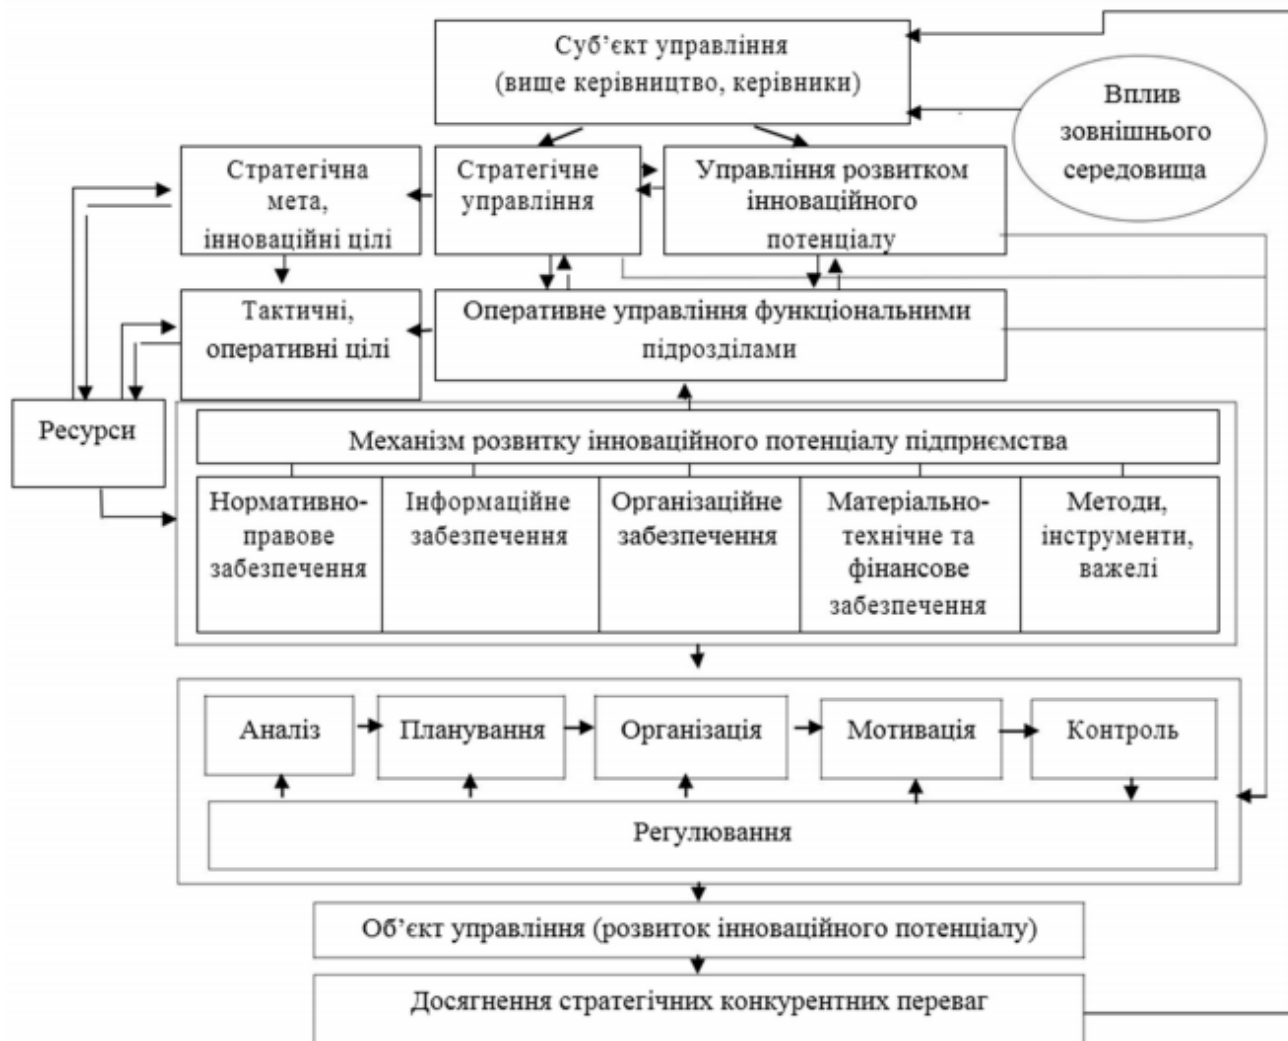 Суб’єкт управління
(вище керівництво, керівники)
Вплив
зовнішнього
середовища
Стратегічна
мета,
інноваційні цілі
Стратегічне
управління
Управління розвитком
інноваційного
потенціалу
Тактичні,
оперативні цілі
Оперативне управління функціональними
підрозділами
Ресурси
Механізм розвитку інноваційного потенціалу підприємства
Нормативно-
правове
забезпечення
Інформаційне
забезпечення
Організаційне
забезпечення
Матеріально-
технічне та
фінансове
забезпечення
Методи,
інструменти,
важелі
Аналіз
Планування
Організація
Мотивація
Контроль
Регулювання
Об’єкт управління (розвиток інноваційного потенціалу)
Досягнення стратегічних конкурентних переваг